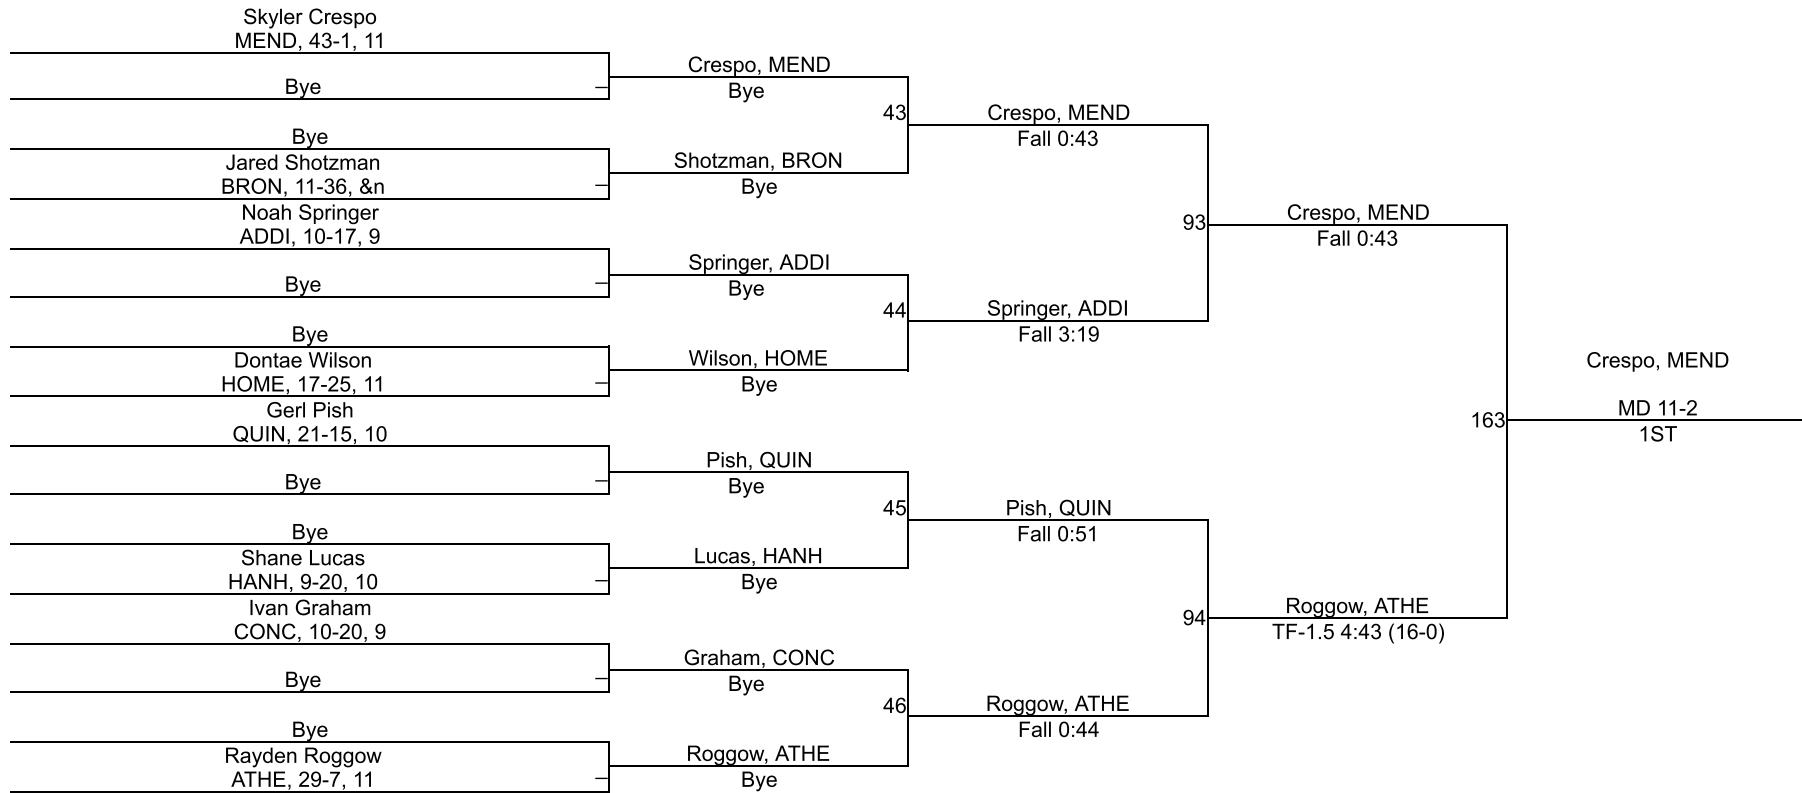 Skyler Crespo
MEND, 43-1, 11
Bye
Bye
Jared Shotzman
BRON, 11-36, &n
Noah Springer
ADDI, 10-17, 9
Bye
Bye
Dontae Wilson
HOME, 17-25, 11
Gerl Pish
QUIN, 21-15, 10
Bye
Bye
Shane Lucas
HANH, 9-20, 10
Ivan Graham
CONC, 10-20, 9
Bye
Bye
Rayden Roggow
ATHE, 29-7, 11
Crespo, MEND
Bye
43
Shotzman, BRON
Bye
Springer, ADDI
Bye
44
Wilson, HOME
Bye
Pish, QUIN
Bye
45
Lucas, HANH
Bye
Graham, CONC
Bye
46
Roggow, ATHE
Bye
Crespo, MEND
Fall 0:43
93
Springer, ADDI
Fall 3:19
Pish, QUIN
Fall 0:51
94
Roggow, ATHE
Fall 0:44
Crespo, MEND
Fall 0:43
163
Roggow, ATHE
TF-1.5 4:43 (16-0)
Crespo, MEND
MD 11-2
1ST